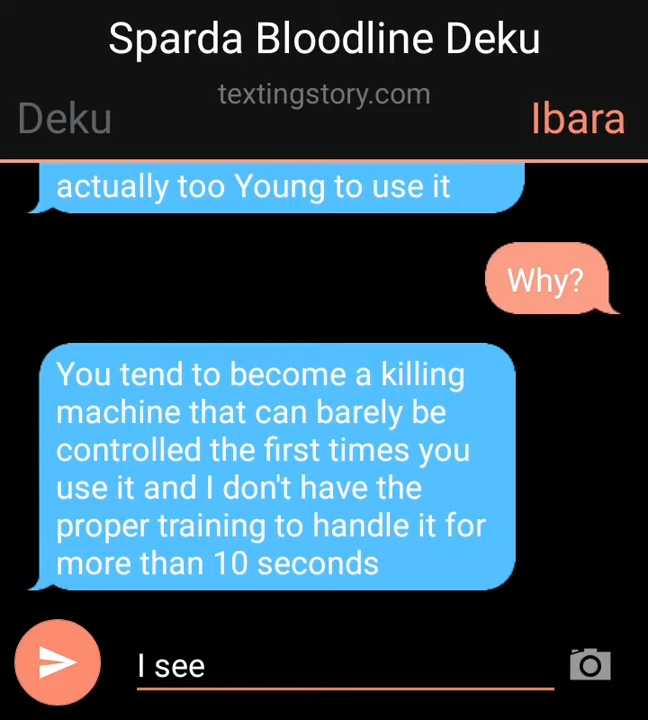 Sparda Bloodline Deku
textingstory.com
Deku
Ibara
actually too Young to use it
Why?
You tend to become a killing
machine that can barely be
controlled the first times you
use it and I don't have the
proper training to handle it for
more than 10 seconds
I see